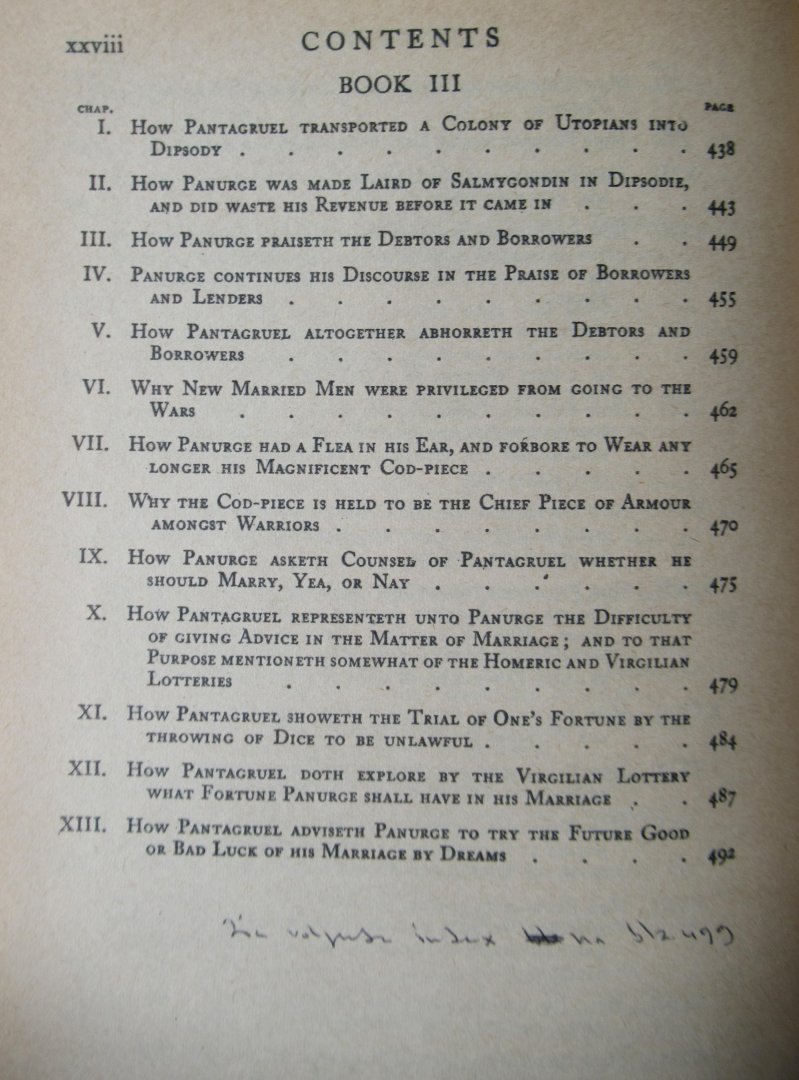 xxviii CONTENTS
BOOK III
CHAP. PAGE
I. How Pantagruel transported a Colony of Utopians into
Dipsody . . . . . . . . . . 438
II. How Panurge was made Laird of Salmygondin in Dipsodie,
and did waste his Revenue before it came in . . . 443
III. How Panurge praiseth the Debtors and Borrowers . . 449
IV. Panurge continues his Discourse in the Praise of Borrowers
and Lenders . . . . . . . . . 455
V. How Pantagruel altogether abhorreth the Debtors and
Borrowers . . . . . . . . . 459
VI. Why New Married Men were privileged from going to the
Wars . . . . . . . . . . 462
VII. How Panurge had a Flea in his Ear, and forbore to Wear any
longer his Magnificent Cod-piece . . . . . 465
VIII. Why the Cod-piece is held to be the Chief Piece of Armour
amongst Warriors . . . . . . . . 470
IX. How Panurge asketh Counsel of Pantagruel whether he
should Marry, Yea, or Nay . . . . . . 475
X. How Pantagruel representeth unto Panurge the Difficulty
of giving Advice in the Matter of Marriage; and to that
Purpose mentioneth somewhat of the Homeric and Virgilian
Lotteries . . . . . . . . . 479
XI. How Pantagruel showeth the Trial of One's Fortune by the
throwing of Dice to be unlawful . . . . . 484
XII. How Pantagruel doth explore by the Virgilian Lottery
what Fortune Panurge shall have in his Marriage . . 487
XIII. How Pantagruel adviseth Panurge to try the Future Good
or Bad Luck of his Marriage by Dreams . . . . 492
Zie volgende index na blz 499